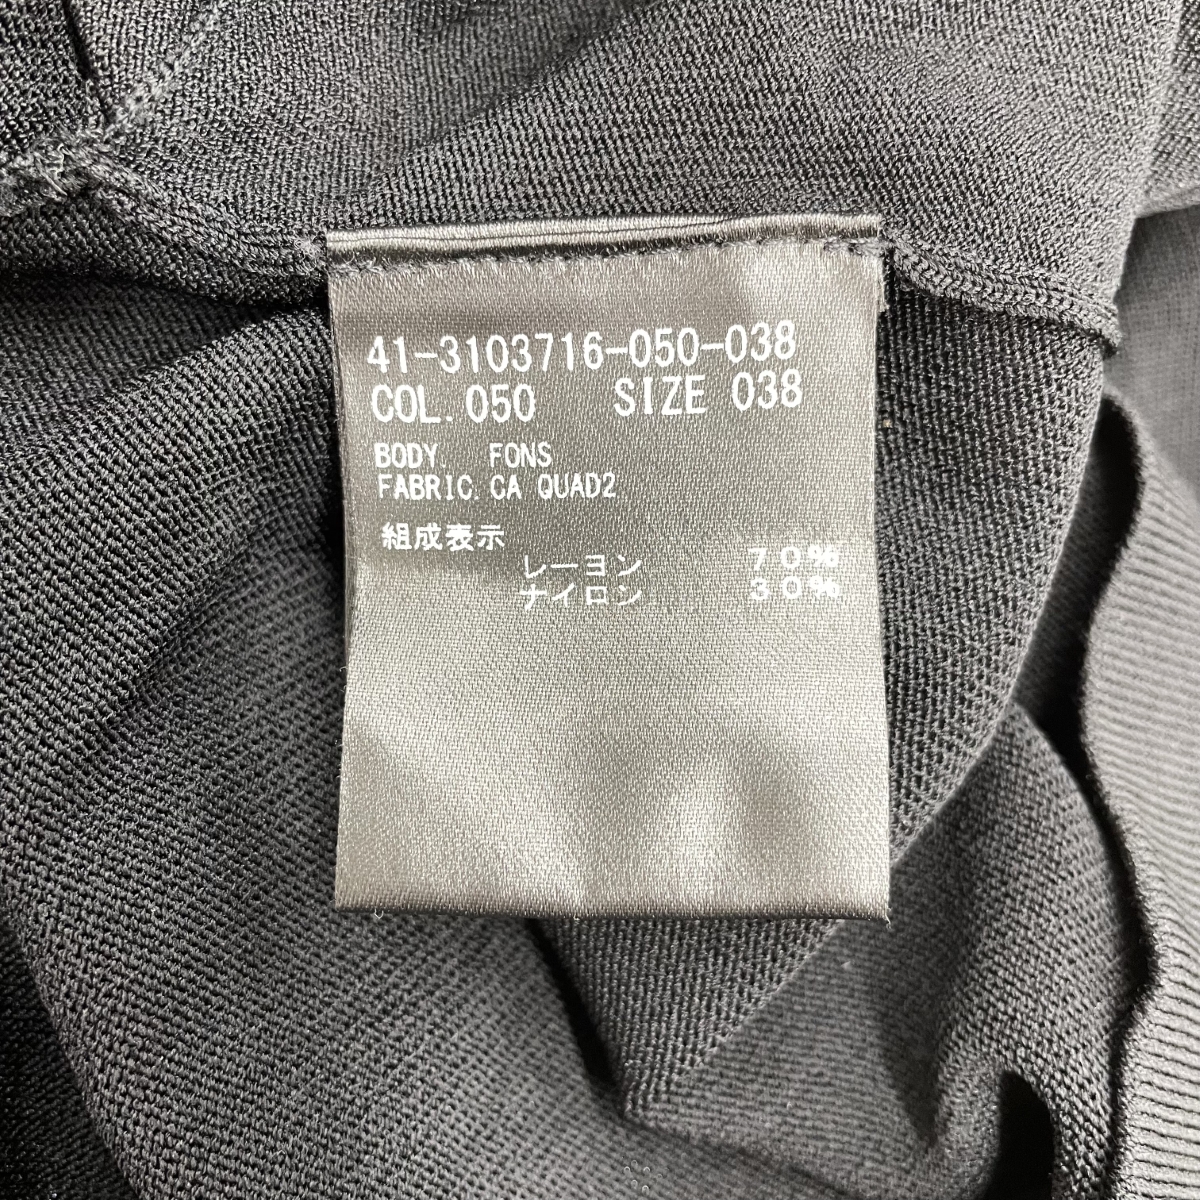 41-3103716-050-038
COL.050 SIZE 038
BODY. FONS
FABRIC.CA QUAD2
組成表示
レーヨン 70%
ナイロン 30%